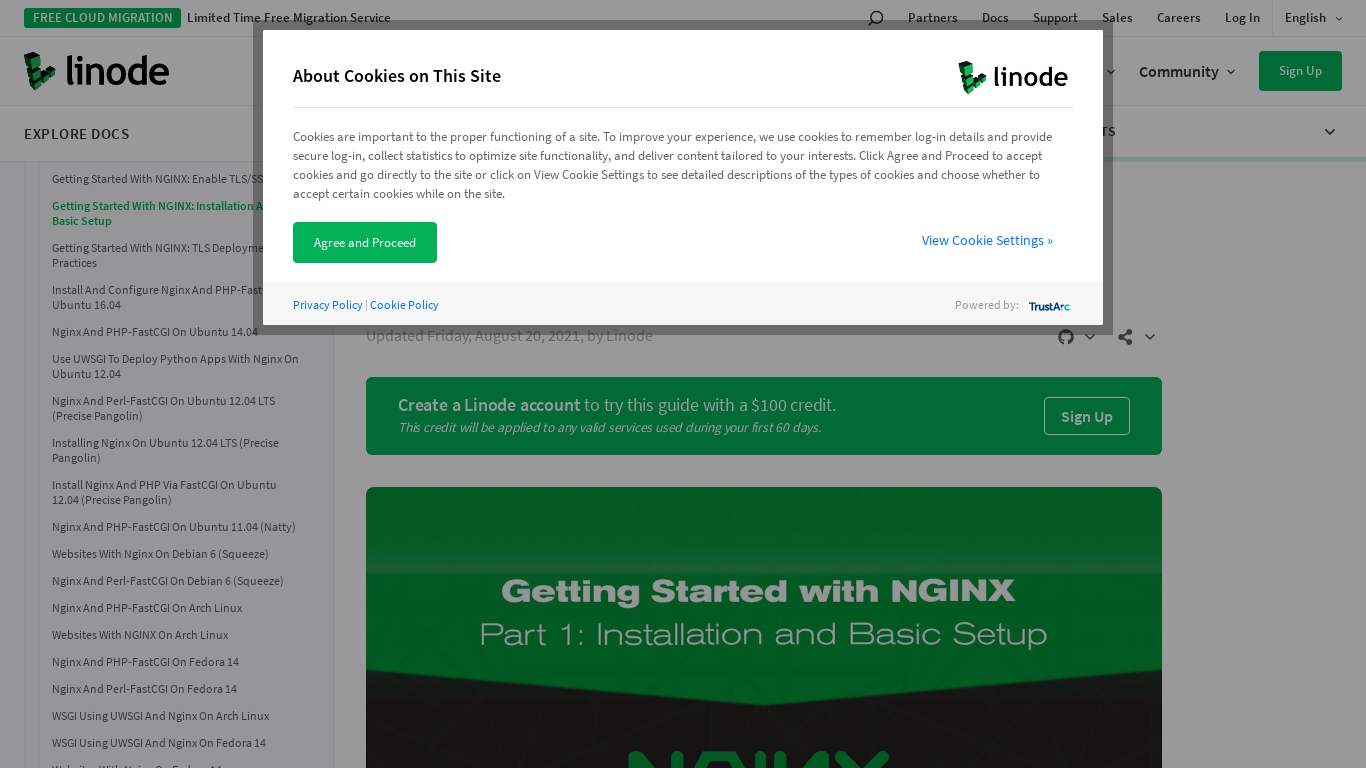 FREE CLOUD MIGRATION Limited Time Free Migration Service
Partners Docs Support Sales Careers Log In English
linode
Community
Sign Up
EXPLORE DOCS
About Cookies on This Site
linode
Cookies are important to the proper functioning of a site. To improve your experience, we use cookies to remember log-in details and provide
secure log-in, collect statistics to optimize site functionality, and deliver content tailored to your interests. Click Agree and Proceed to accept
cookies and go directly to the site or click on View Cookie Settings to see detailed descriptions of the types of cookies and choose whether to
accept certain cookies while on the site.
Agree and Proceed
View Cookie Settings »
Privacy Policy | Cookie Policy
Powered by: TrustArc
Getting Started With NGINX: Enable TLS/SS
Getting Started With NGINX: Installation A
Basic Setup
Getting Started With NGINX: TLS Deployme
Practices
Install And Configure Nginx And PHP-Fast
Ubuntu 16.04
Nginx And PHP-FastCGI On Ubuntu 14.04
Use UWSGI To Deploy Python Apps With Nginx On
Ubuntu 12.04
Nginx And Perl-FastCGI On Ubuntu 12.04 LTS
(Precise Pangolin)
Installing Nginx On Ubuntu 12.04 LTS (Precise
Pangolin)
Install Nginx And PHP Via FastCGI On Ubuntu
12.04 (Precise Pangolin)
Nginx And PHP-FastCGI On Ubuntu 11.04 (Natty)
Websites With Nginx On Debian 6 (Squeeze)
Nginx And Perl-FastCGI On Debian 6 (Squeeze)
Nginx And PHP-FastCGI On Arch Linux
Websites With NGINX On Arch Linux
Nginx And PHP-FastCGI On Fedora 14
Nginx And Perl-FastCGI On Fedora 14
WSGI Using UWSGI And Nginx On Arch Linux
WSGI Using UWSGI And Nginx On Fedora 14
Websites With Nginx On Fedora 14
Updated Friday, August 20, 2021, by Linode
Create a Linode account to try this guide with a $100 credit.
This credit will be applied to any valid services used during your first 60 days.
Sign Up
Getting Started with NGINX
Part 1: Installation and Basic Setup
NGINX